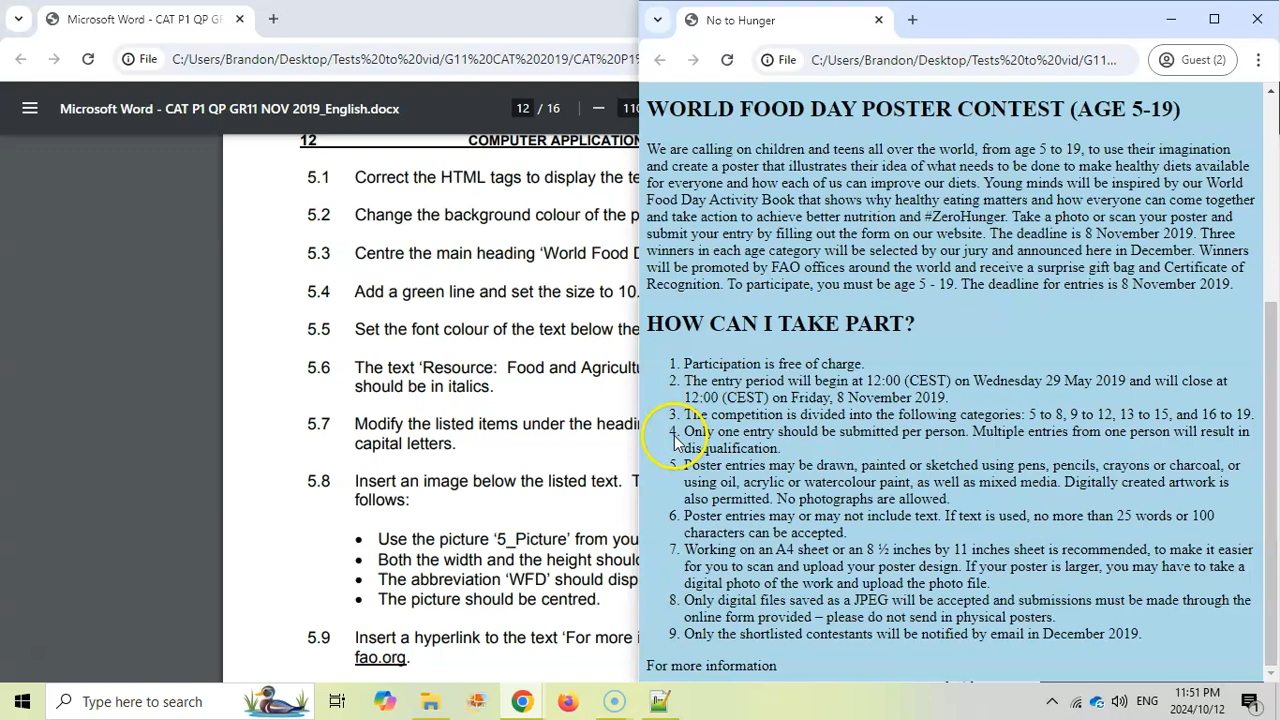 Microsoft Word - CAT P1 QP GR
No to Hunger
File
C:/Users/Brandon/Desktop/Tests%20to%20vid/G11%20CAT%202019/CAT%20P1%
File
C:/Users/Brandon/Desktop/Tests%20to%20vid/G11...
Guest (2)
Microsoft Word - CAT P1 QP GR11 NOV 2019_English.docx
12 / 16
110
12 COMPUTER APPLICATIO
5.1 Correct the HTML tags to display the te
5.2 Change the background colour of the p
5.3 Centre the main heading ‘World Food D
5.4 Add a green line and set the size to 10.
5.5 Set the font colour of the text below the
5.6 The text ‘Resource: Food and Agricult
should be in italics.
5.7 Modify the listed items under the headi
capital letters.
5.8 Insert an image below the listed text. T
follows:
• Use the picture ‘5_Picture’ from you
• Both the width and the height shoul
• The abbreviation ‘WFD’ should disp
• The picture should be centred.
5.9 Insert a hyperlink to the text ‘For more i
fao.org.
WORLD FOOD DAY POSTER CONTEST (AGE 5-19)
We are calling on children and teens all over the world, from age 5 to 19, to use their imagination
and create a poster that illustrates their idea of what needs to be done to make healthy diets available
for everyone and how each of us can improve our diets. Young minds will be inspired by our World
Food Day Activity Book that shows why healthy eating matters and how everyone can come together
and take action to achieve better nutrition and #ZeroHunger. Take a photo or scan your poster and
submit your entry by filling out the form on our website. The deadline is 8 November 2019. Three
winners in each age category will be selected by our jury and announced here in December. Winners
will be promoted by FAO offices around the world and receive a surprise gift bag and Certificate of
Recognition. To participate, you must be age 5 - 19. The deadline for entries is 8 November 2019.
HOW CAN I TAKE PART?
1. Participation is free of charge.
2. The entry period will begin at 12:00 (CEST) on Wednesday 29 May 2019 and will close at
12:00 (CEST) on Friday, 8 November 2019.
3. The competition is divided into the following categories: 5 to 8, 9 to 12, 13 to 15, and 16 to 19.
4. Only one entry should be submitted per person. Multiple entries from one person will result in
disqualification.
5. Poster entries may be drawn, painted or sketched using pens, pencils, crayons or charcoal, or
using oil, acrylic or watercolour paint, as well as mixed media. Digitally created artwork is
also permitted. No photographs are allowed.
6. Poster entries may or may not include text. If text is used, no more than 25 words or 100
characters can be accepted.
7. Working on an A4 sheet or an 8 ½ inches by 11 inches sheet is recommended, to make it easier
for you to scan and upload your poster design. If your poster is larger, you may have to take a
digital photo of the work and upload the photo file.
8. Only digital files saved as a JPEG will be accepted and submissions must be made through the
online form provided – please do not send in physical posters.
9. Only the shortlisted contestants will be notified by email in December 2019.
For more information
Type here to search
ENG
11:51 PM
2024/10/12
1